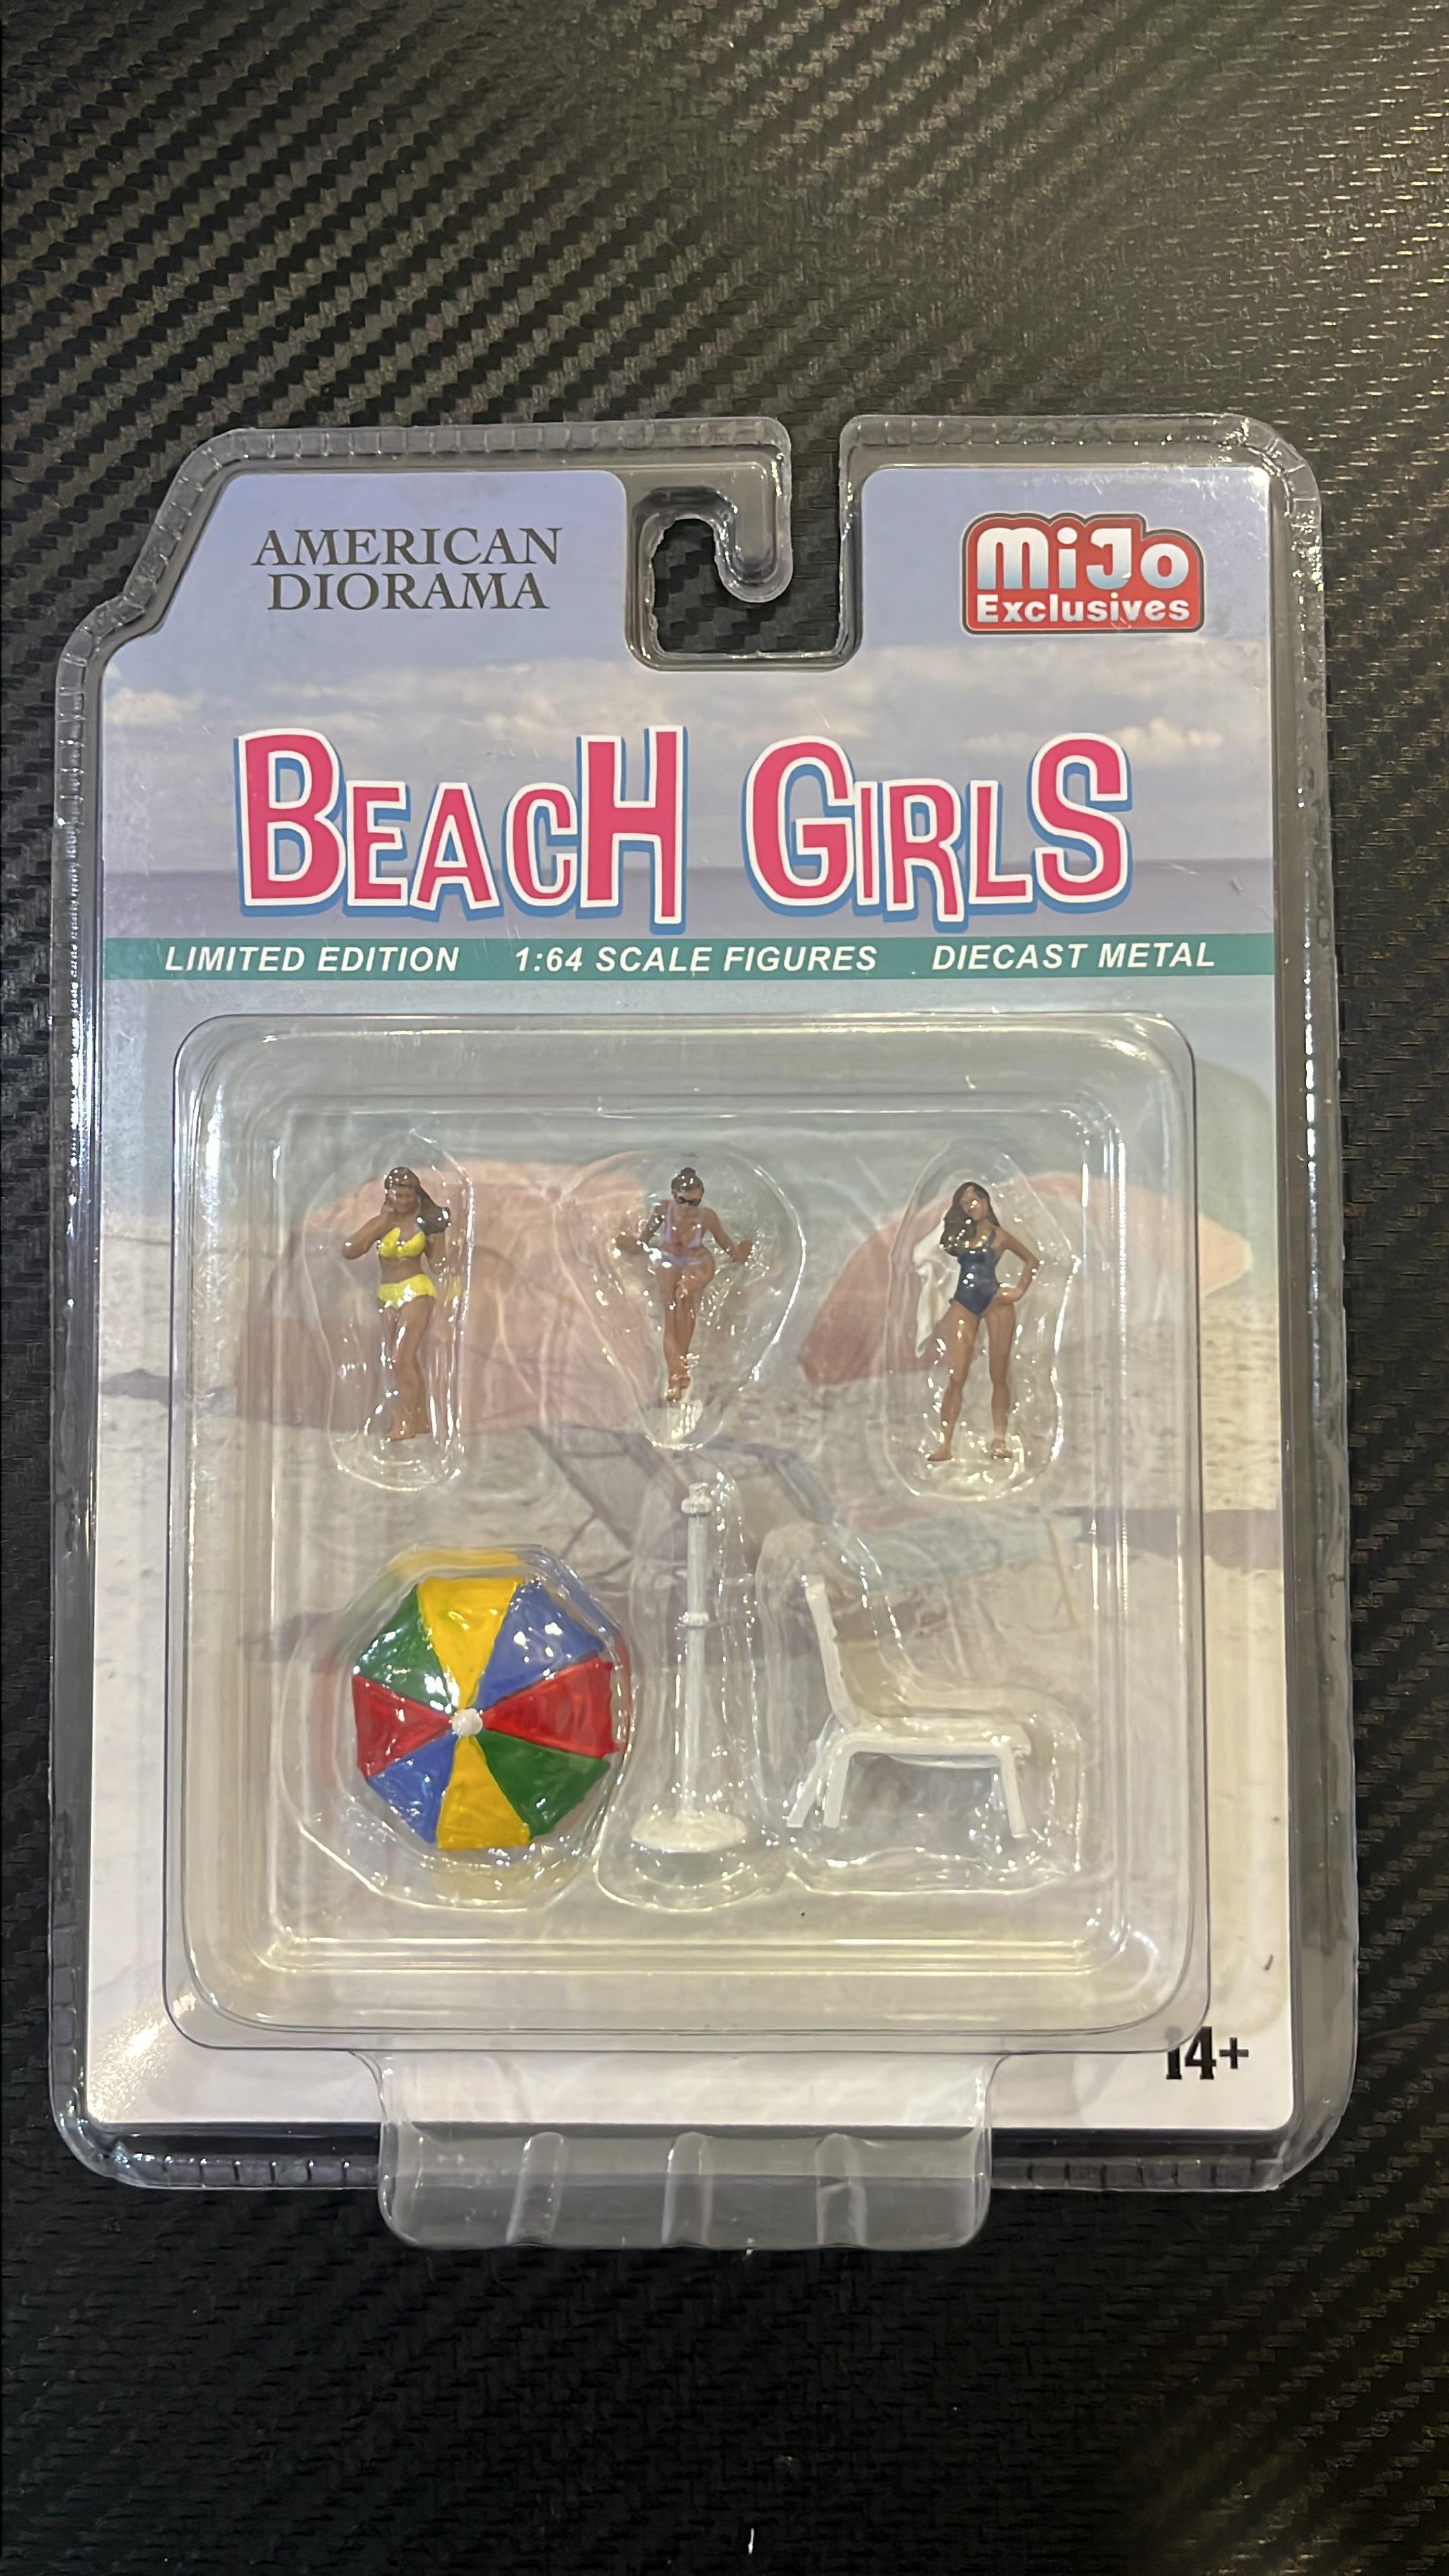 AMERICAN
DIORAMA
MiJo
Exclusives
BEACH GIRLS
LIMITED EDITION 1:64 SCALE FIGURES DIECAST METAL
14+